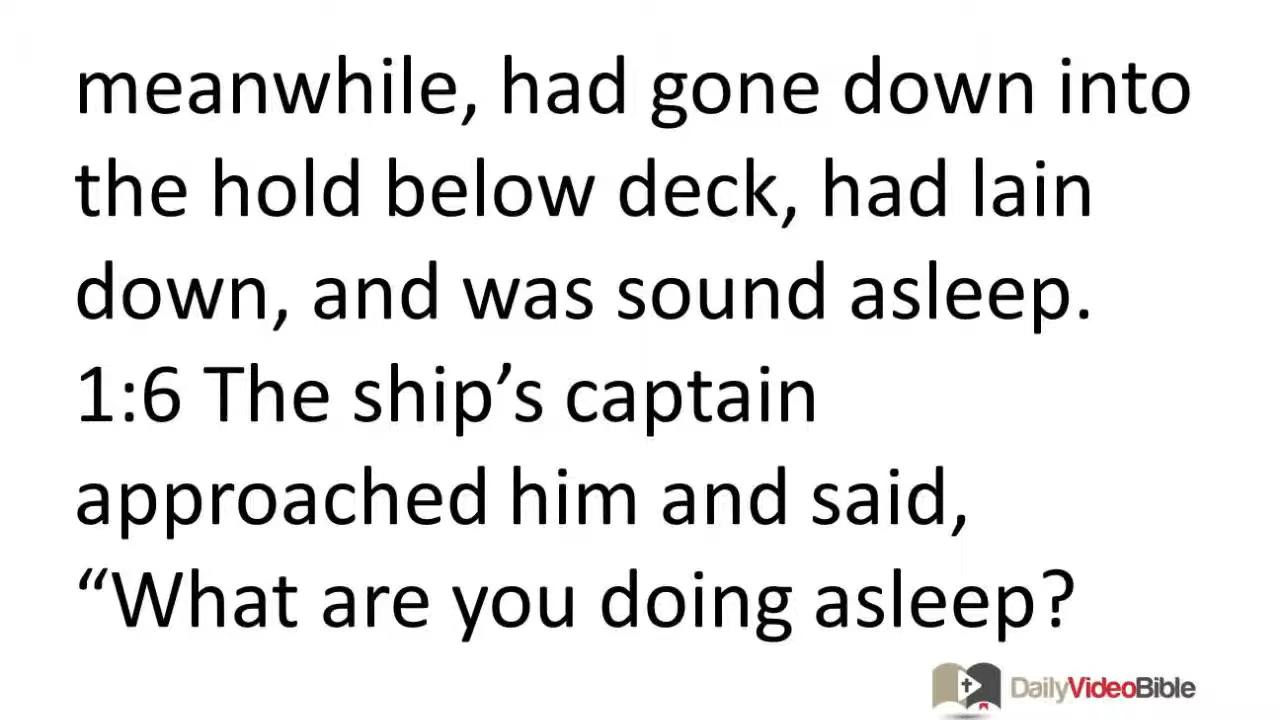 meanwhile, had gone down into
the hold below deck, had lain
down, and was sound asleep.
1:6 The ship’s captain
approached him and said,
“What are you doing asleep?
DailyVideoBible